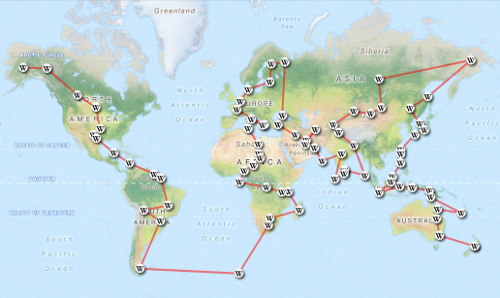 Greenland
Barents
Sea
ARCTIC CIRCLE
Siberia
ASIA
NORTH
AMERICA
North
Atlantic
Ocean
EUROPE
North
Pacific
Ocean
TROPIC OF CANCER
Sahara
Arabian
Peninsula
AFRICA
EQUATOR
Indian
Ocean
TROPIC OF CAPRICORN
SOUTH
AMERICA
South
Atlantic
Ocean
AUSTRALIA
South
Pacific
Ocean
W